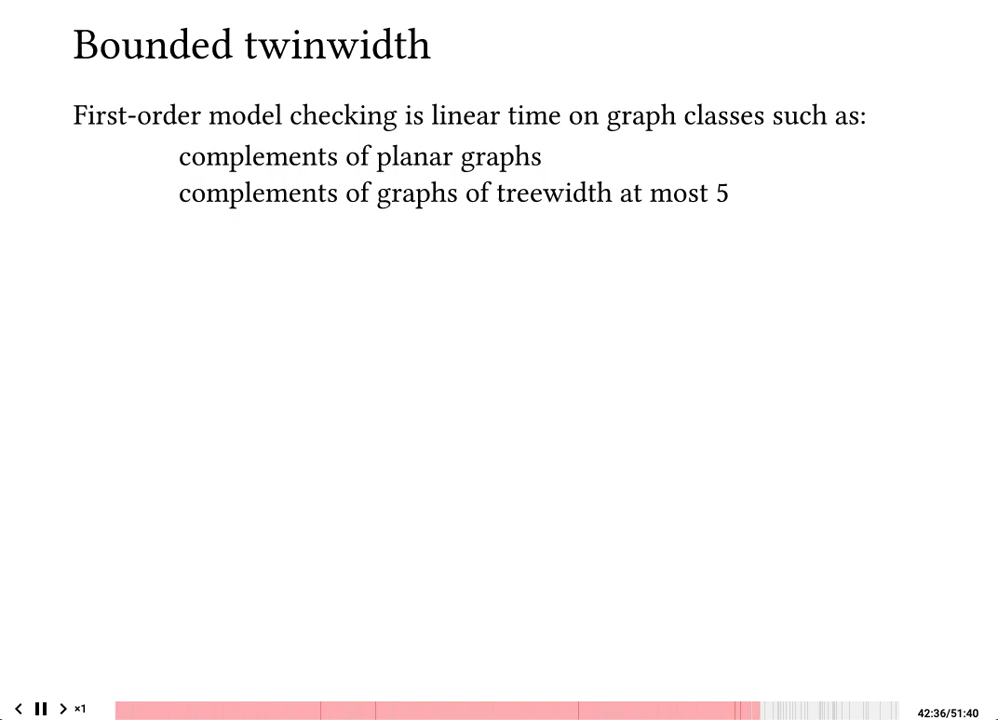 Bounded twinwidth
First-order model checking is linear time on graph classes such as:
complements of planar graphs
complements of graphs of treewidth at most 5
×1
42:36/51:40